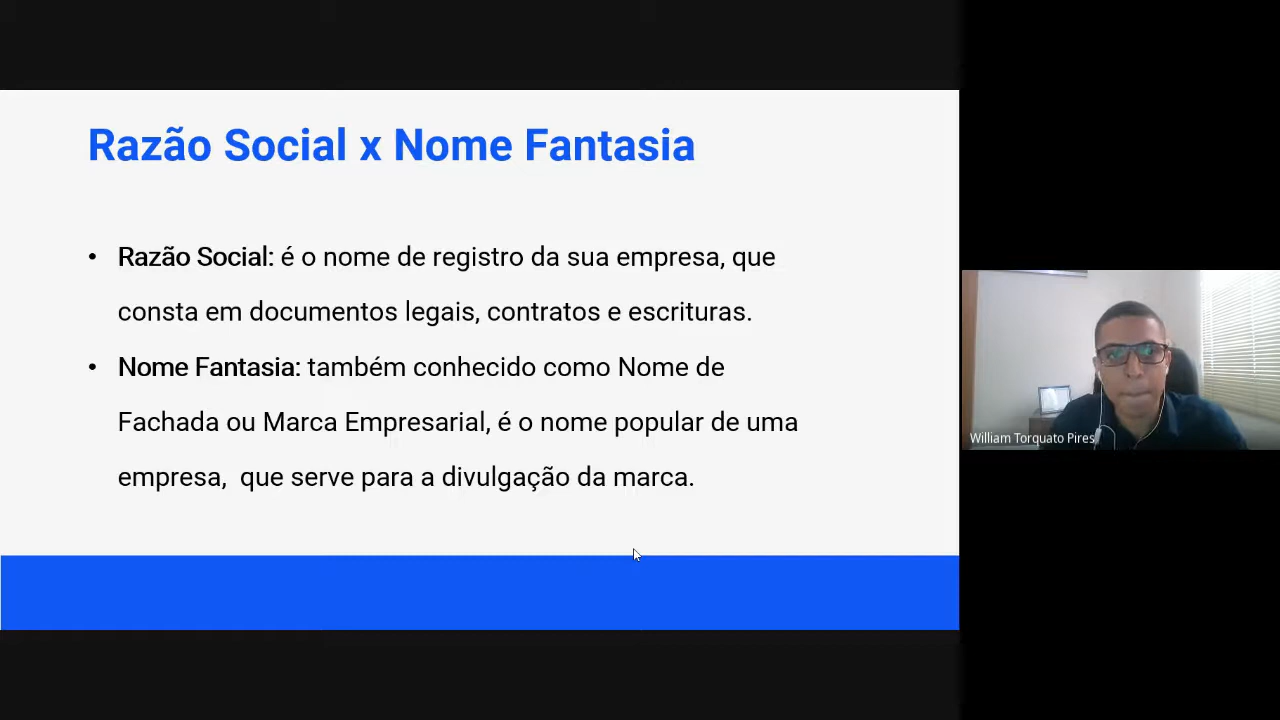 Razão Social x Nome Fantasia
• Razão Social: é o nome de registro da sua empresa, que
consta em documentos legais, contratos e escrituras.
• Nome Fantasia: também conhecido como Nome de
Fachada ou Marca Empresarial, é o nome popular de uma
empresa,  que serve para a divulgação da marca.
William Torquato Pires